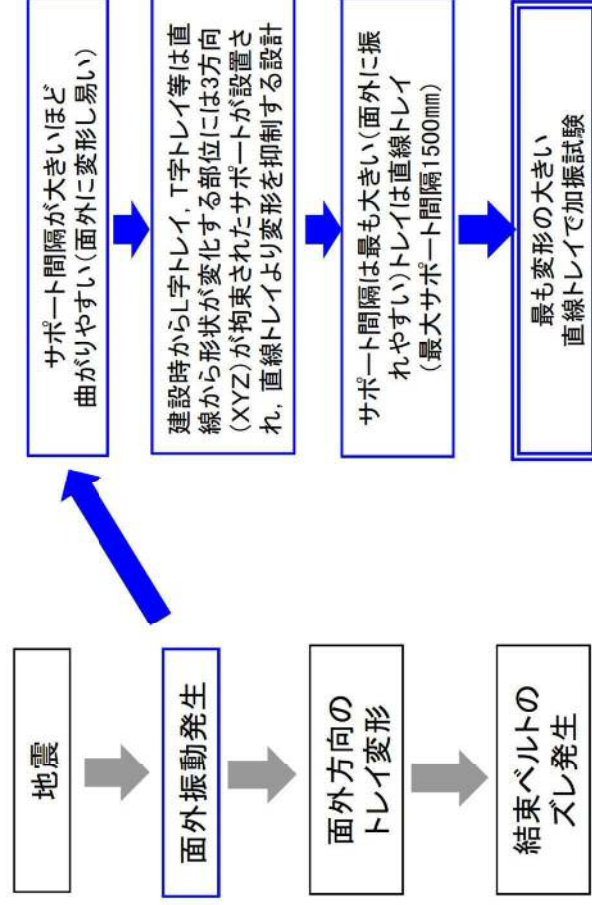 地震
面外振動発生
面外方向の
トレイ変形
結束ベルトの
ズレ発生
サポート間隔が大きいほど
曲がりやすい(面外に変形し易い)
建設時からL字トレイ, T字トレイ等は直
線から形状が変化する部位には3方向
(XYZ)が拘束されたサポートが設置さ
れ, 直線トレイより変形を抑制する設計
サポート間隔は最も大きい(面外に振
れやすい)トレイは直線トレイ
(最大サポート間隔1500mm)
最も変形の大きい
直線トレイで加振試験